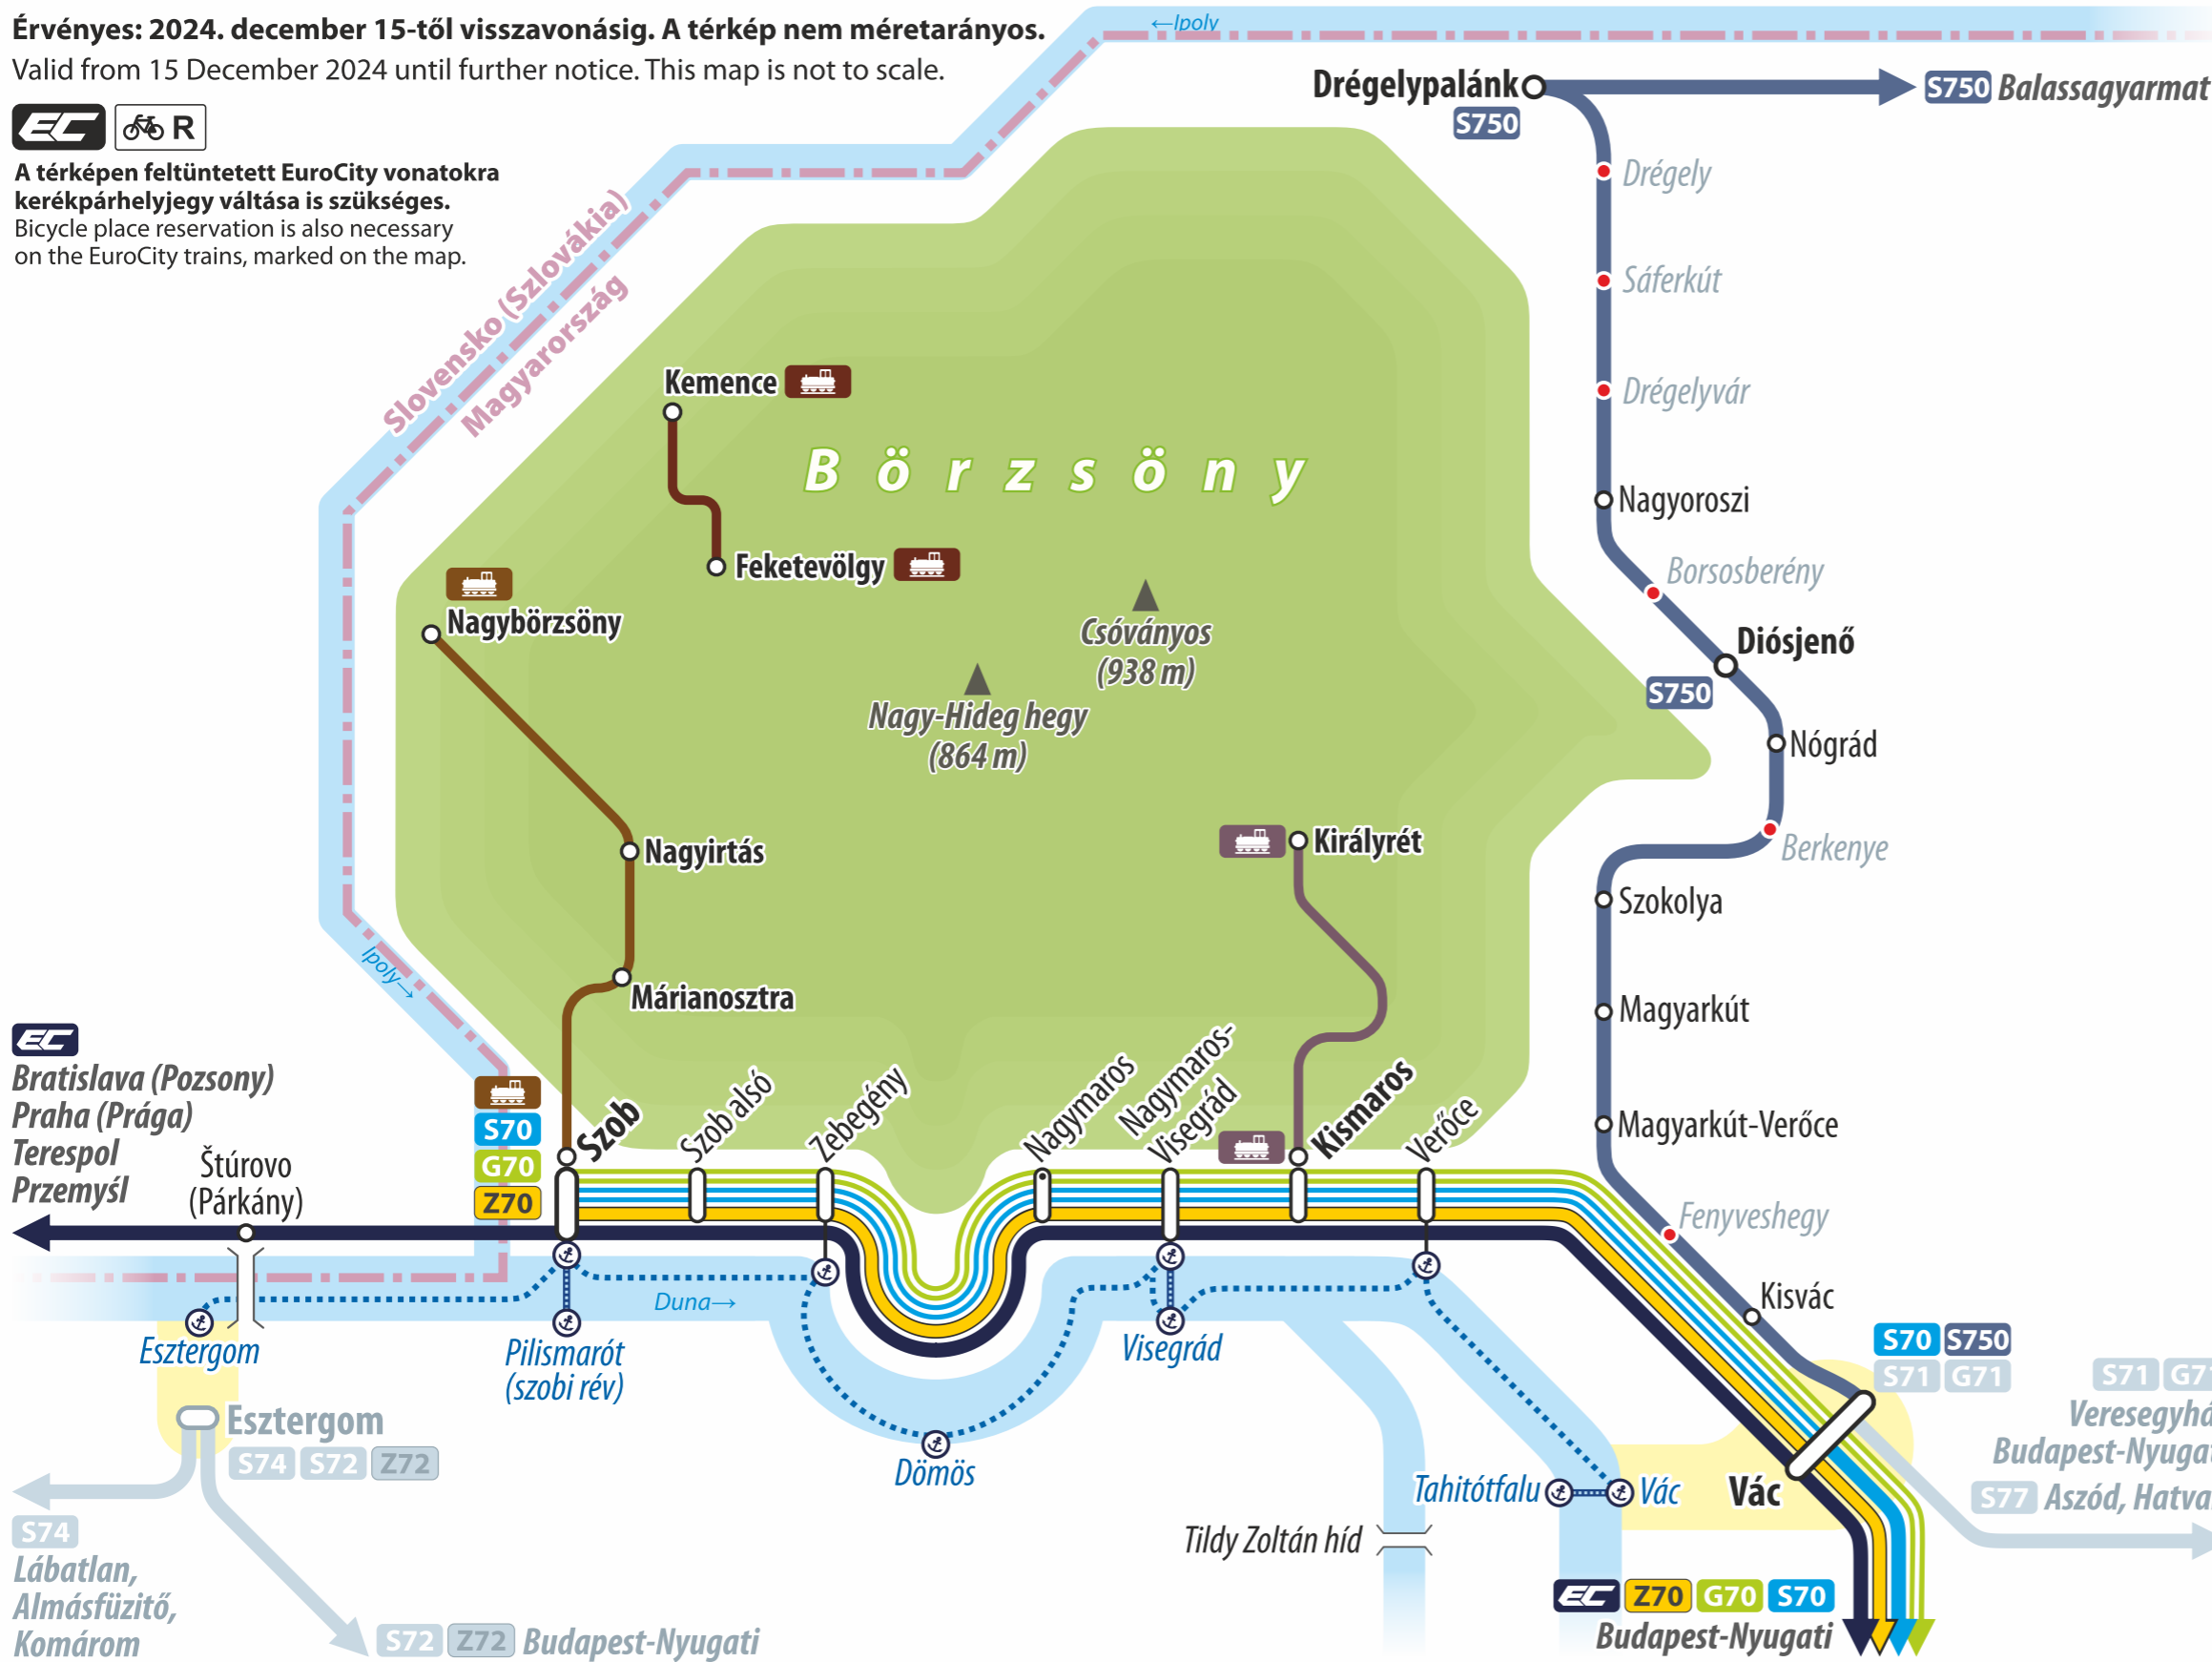 Érvényes: 2024. december 15-től visszavonásig. A térkép nem méretarányos.
Valid from 15 December 2024 until further notice. This map is not to scale.
EC R
A térképen feltüntetett EuroCity vonatokra
kerékpárhelyjegy váltása is szükséges.
Bicycle place reservation is also necessary
on the EuroCity trains, marked on the map.
←Ipoly
Slovensko (Szlovákia)
Magyarország
Drégelypalánk
S750
S750 Balassagyarmat
Drégely
Sáferkút
Drégelyvár
Nagyoroszi
Borsosberény
Diósjenő
S750
Nógrád
Berkenye
Szokolya
Magyarkút
Magyarkút-Verőce
Fenyveshegy
Kisvác
Kemence
Börzsöny
Feketevölgy
Nagybörzsöny
Csóványos
(938 m)
Nagy-Hideg hegy
(864 m)
Nagyirtás
Királyrét
Márianosztra
Ipoly→
EC
Bratislava (Pozsony)
Praha (Prága)
Terespol
Przemyśl
Štúrovo
(Párkány)
S70
G70
Z70
Szob
Szob alsó
Zebegény
Nagymaros
Nagymaros-
Visegrád
Kismaros
Verőce
Duna→
Esztergom
Pilismarót
(szobi rév)
Visegrád
Dömös
Tahitótfalu
Vác
Vác
S70 S750
S71 G71
S71 G7
Veresegyhá
Budapest-Nyugat
S77 Aszód, Hatva
Esztergom
S74 S72 Z72
S74
Lábatlan,
Almásfüzitő,
Komárom
S72 Z72 Budapest-Nyugati
Tildy Zoltán híd
EC Z70 G70 S70
Budapest-Nyugati